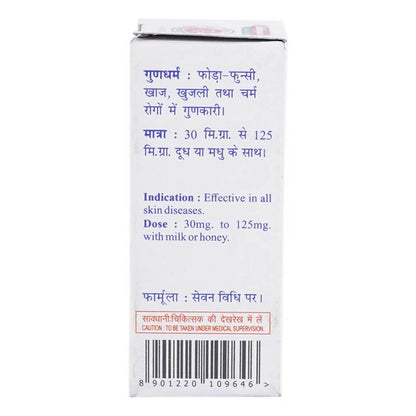 गुणधर्म : फोड़ा-फुन्सी,
खाज, खुजली तथा चर्म
रोगों में गुणकारी।
मात्रा : 30 मि.ग्रा. से 125
मि.ग्रा. दूध या मधु के साथ।
Indication : Effective in all
skin diseases.
Dose : 30mg. to 125mg.
with milk or honey.
फार्मूला : सेवन विधि पर।
सावधानी:चिकित्सक की देखरेख में लें
CAUTION : TO BE TAKEN UNDER MEDICAL SUPERVISION.
8 901220 109646 >